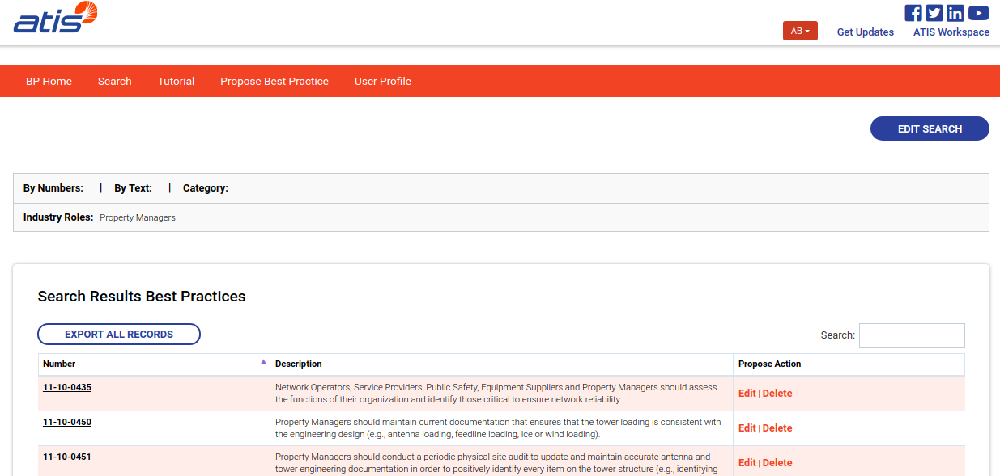 atis
AB
Get Updates
ATIS Workspace
BP Home
Search
Tutorial
Propose Best Practice
User Profile
EDIT SEARCH
By Numbers: | By Text: | Category:
Industry Roles: Property Managers
Search Results Best Practices
EXPORT ALL RECORDS
Search:
Number
Description
Propose Action
11-10-0435
Network Operators, Service Providers, Public Safety, Equipment Suppliers and Property Managers should assess
the functions of their organization and identify those critical to ensure network reliability.
Edit | Delete
11-10-0450
Property Managers should maintain current documentation that ensures that the tower loading is consistent with
the engineering design (e.g., antenna loading, feedline loading, ice or wind loading).
Edit | Delete
11-10-0451
Property Managers should conduct a periodic physical site audit to update and maintain accurate antenna and
tower engineering documentation in order to positively identify every item on the tower structure (e.g., identifying
Edit | Delete